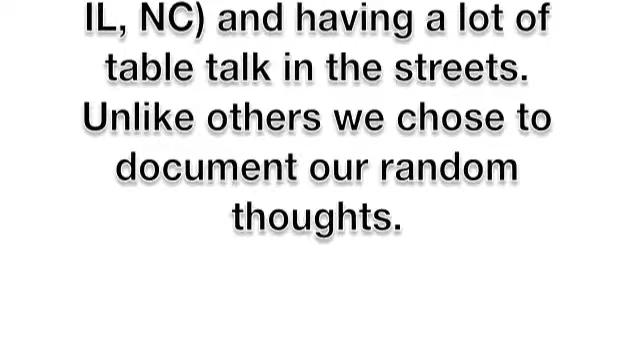 IL, NC) and having a lot of
table talk in the streets.
Unlike others we chose to
document our random
thoughts.